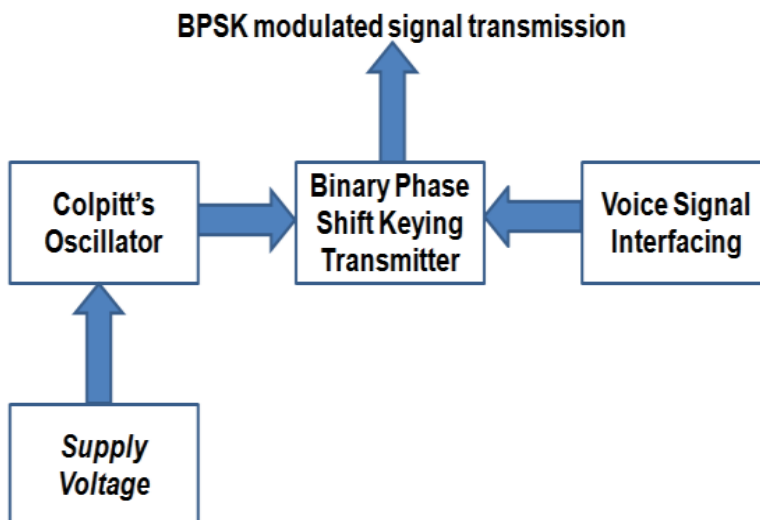 BPSK modulated signal transmission
Colpitt's
Oscillator
Binary Phase
Shift Keying
Transmitter
Voice Signal
Interfacing
Supply
Voltage